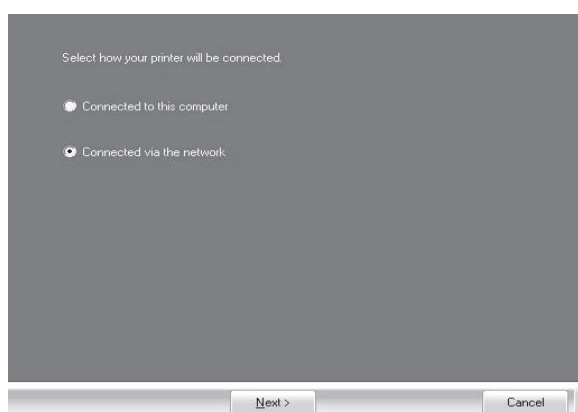 Select how your printer will be connected.
Connected to this computer
Connected via the network
Next >
Cancel